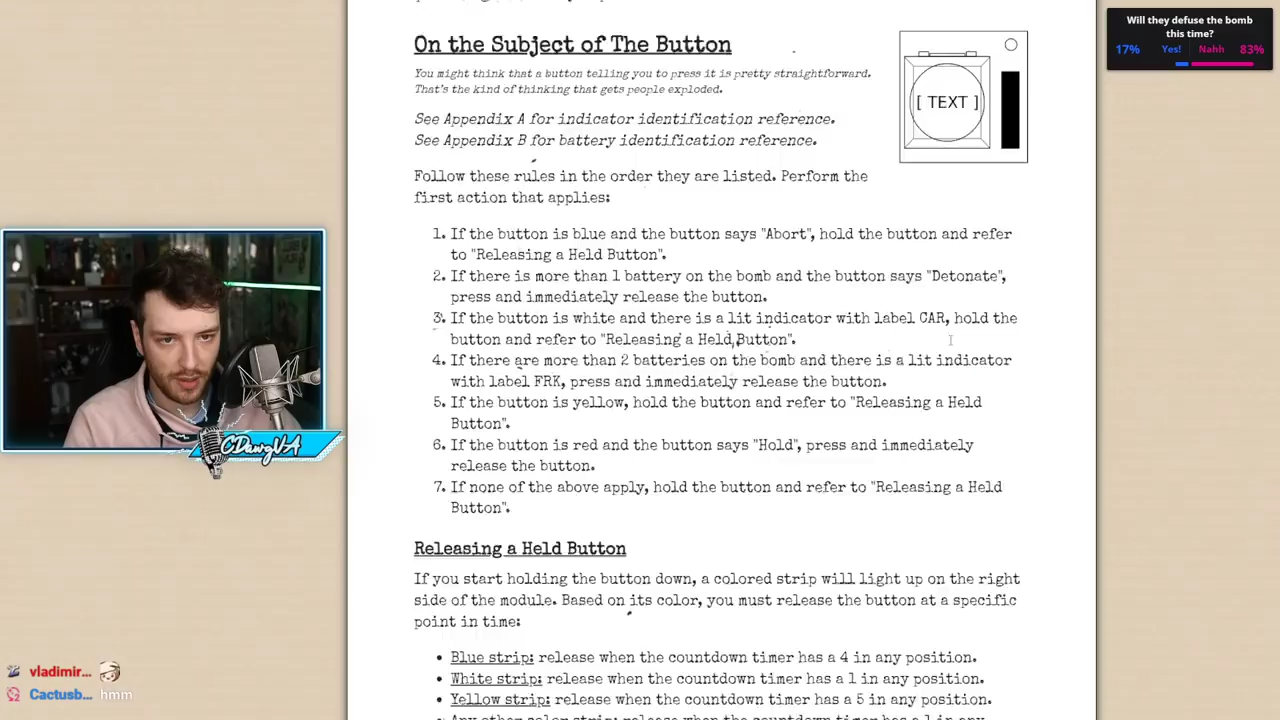 On the Subject of The Button
You might think that a button telling you to press it is pretty straightforward.
That's the kind of thinking that gets people exploded.
See Appendix A for indicator identification reference.
See Appendix B for battery identification reference.
Follow these rules in the order they are listed. Perform the
first action that applies:
[ TEXT ]
1. If the button is blue and the button says "Abort", hold the button and refer
to "Releasing a Held Button".
2. If there is more than 1 battery on the bomb and the button says "Detonate",
press and immediately release the button.
3. If the button is white and there is a lit indicator with label CAR, hold the
button and refer to "Releasing a Held Button".
4. If there are more than 2 batteries on the bomb and there is a lit indicator
with label FRK, press and immediately release the button.
5. If the button is yellow, hold the button and refer to "Releasing a Held
Button".
6. If the button is red and the button says "Hold", press and immediately
release the button.
7. If none of the above apply, hold the button and refer to "Releasing a Held
Button".
Releasing a Held Button
If you start holding the button down, a colored strip will light up on the right
side of the module. Based on its color, you must release the button at a specific
point in time:
• Blue strip: release when the countdown timer has a 4 in any position.
• White strip: release when the countdown timer has a 1 in any position.
• Yellow strip: release when the countdown timer has a 5 in any position.
• Any other color strip: release when the countdown timer has a 1 in any
Will they defuse the bomb
this time?
17% Yes! Nahh 83%
CDawgVA
vladimir...
Cactusb... hmm